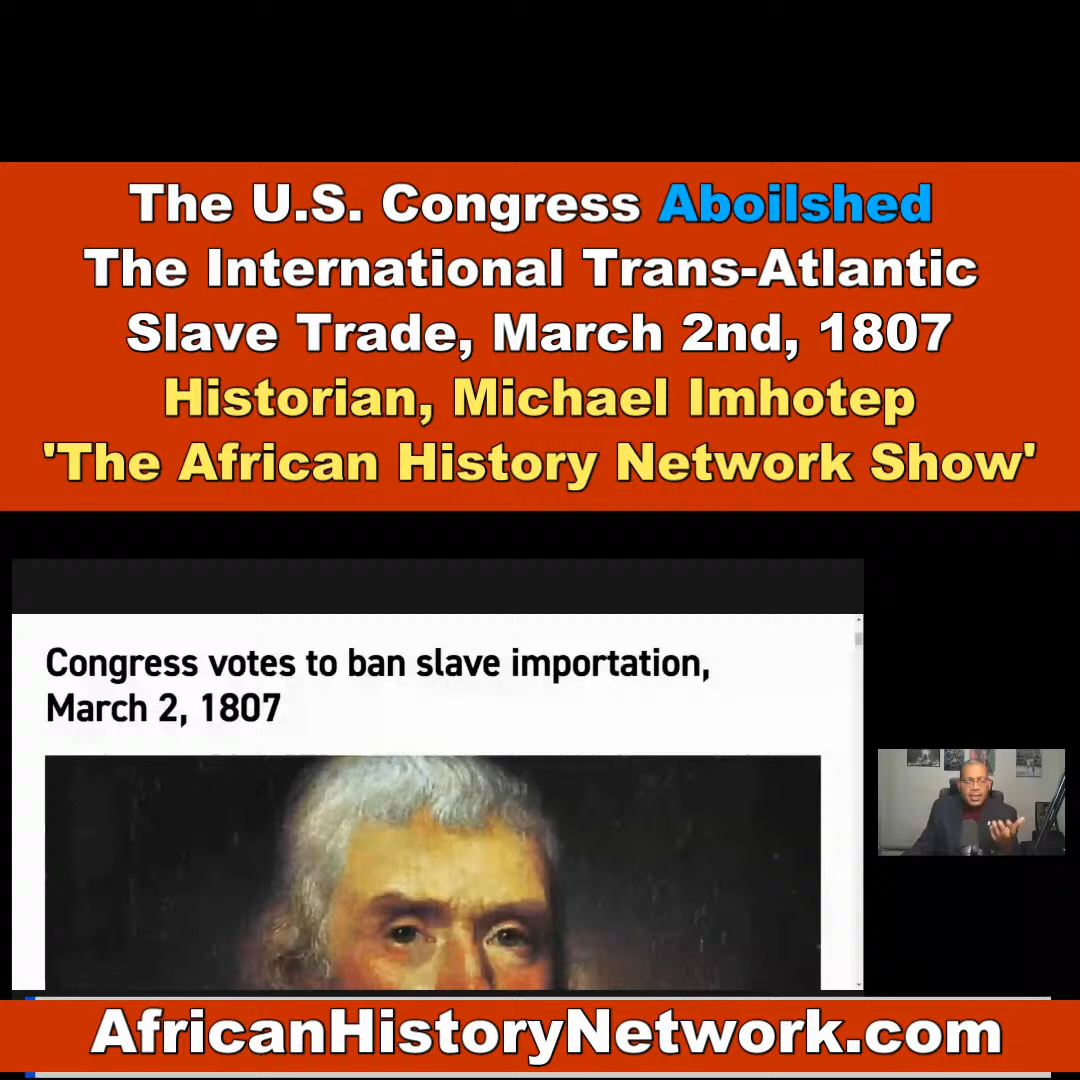 The U.S. Congress Aboilshed
The International Trans-Atlantic
Slave Trade, March 2nd, 1807
Historian, Michael Imhotep
'The African History Network Show'
Congress votes to ban slave importation,
March 2, 1807
AfricanHistoryNetwork.com